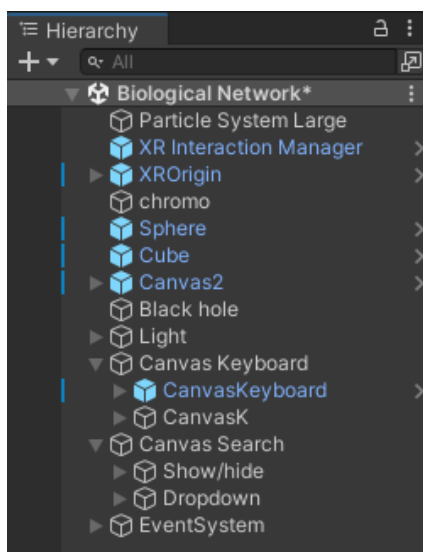 Hierarchy
All
Biological Network*
Particle System Large
XR Interaction Manager
XROrigin
chromo
Sphere
Cube
Canvas2
Black hole
Light
Canvas Keyboard
CanvasKeyboard
CanvasK
Canvas Search
Show/hide
Dropdown
EventSystem